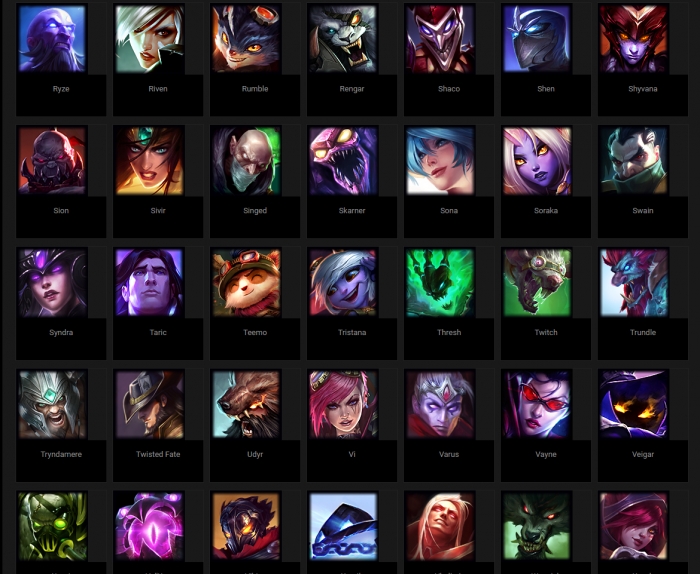 Ryze Riven Rumble Rengar Shaco Shen Shyvana
Sion Sivir Singed Skarner Sona Soraka Swain
Syndra Taric Teemo Tristana Thresh Twitch Trundle
Tryndamere Twisted Fate Udyr Vi Varus Vayne Veigar